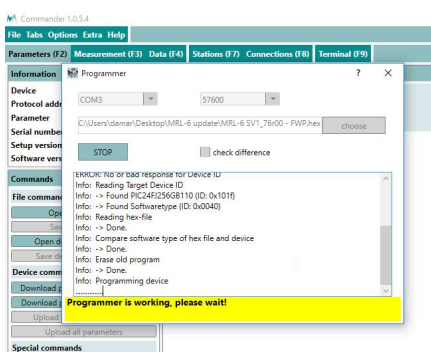 Commander 1.0.5.4
File Tabs Options Extra Help
Parameters (F2) Measurement (F3) Data (F4) Stations (F7) Connections (F8) Terminal (F9)
Information
Programmer
? X
Device
Protocol addr
Parameter
Serial number
Setup version
Software vers
COM3
57600
C:\Users\damar\Desktop\MRL-6 update\MRL-6 SV1_76r00 - FWP.hex
choose
STOP
check difference
Commands
File comman
Ope
Sav
Open d
Save de
Device comm
Download p
Download p
Upload
Upload all parameters
Special commands
ERROR: No or bad response for Device ID
Info: Reading Target Device ID
Info: -> Found PIC24FJ256GB110 (ID: 0x101f)
Info: -> Found Softwaretype (ID: 0x0040)
Info: Reading hex-file
Info: -> Done.
Info: Compare software type of hex file and device
Info: -> Done.
Info: Erase old program
Info: -> Done.
Info: Programming device
............
Programmer is working, please wait!